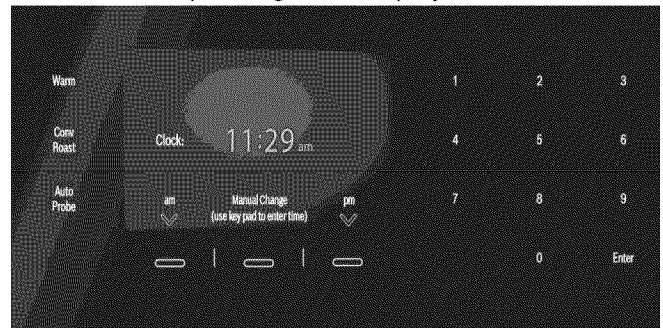 Warm
1 2 3
Conv
Roast
Clock: 11:29 am
4 5 6
Auto
Probe
am
Manual Change
(use key pad to enter time)
pm
7 8 9
0 Enter